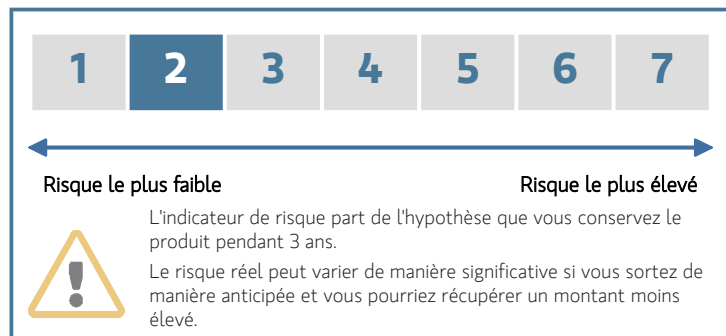 1 2 3 4 5 6 7
Risque le plus faible Risque le plus élevé
L'indicateur de risque part de l'hypothèse que vous conservez le
produit pendant 3 ans.
Le risque réel peut varier de manière significative si vous sortez de
manière anticipée et vous pourriez récupérer un montant moins
élevé.